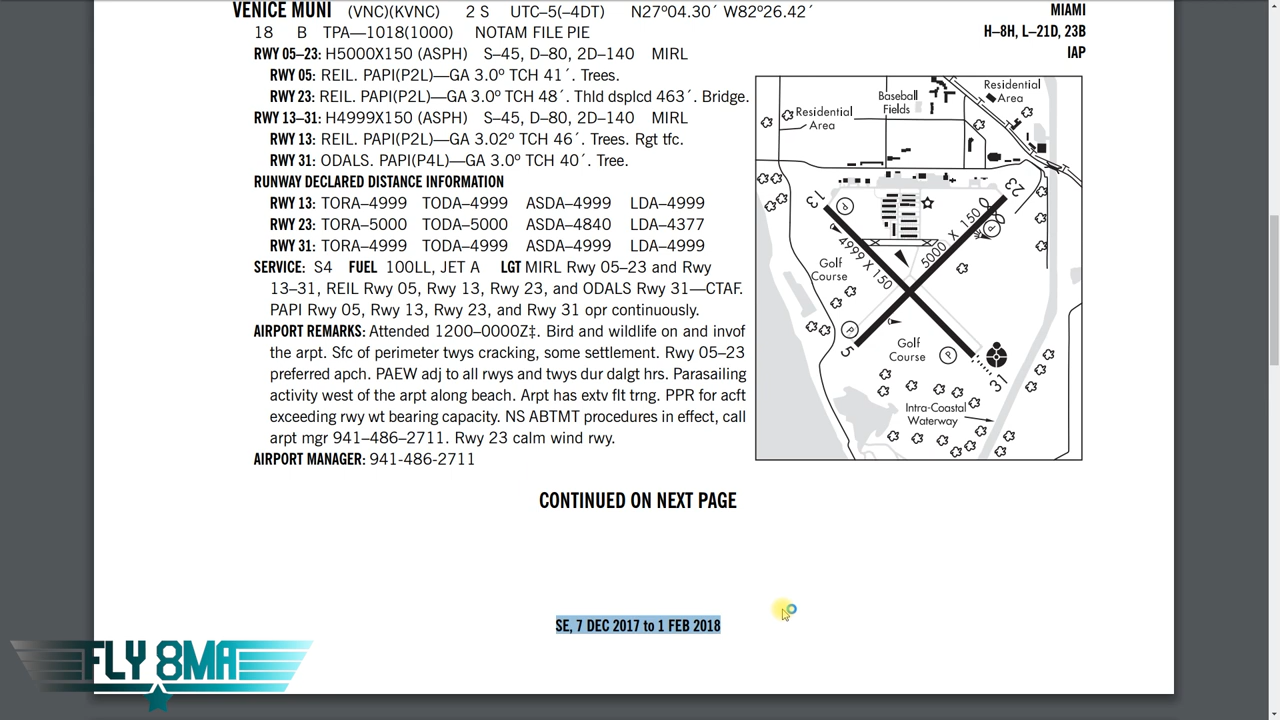 VENICE MUNI (VNC)(KVNC) 2 S UTC–5(–4DT) N27º04.30´ W82º26.42´ MIAMI
18 B TPA—1018(1000) NOTAM FILE PIE H–8H, L–21D, 23B
IAP
RWY 05–23: H5000X150 (ASPH) S–45, D–80, 2D–140 MIRL
RWY 05: REIL. PAPI(P2L)—GA 3.0º TCH 41´. Trees.
RWY 23: REIL. PAPI(P2L)—GA 3.0º TCH 48´. Thld dsplcd 463´. Bridge.
RWY 13–31: H4999X150 (ASPH) S–45, D–80, 2D–140 MIRL
RWY 13: REIL. PAPI(P2L)—GA 3.02º TCH 46´. Trees. Rgt tfc.
RWY 31: ODALS. PAPI(P4L)—GA 3.0º TCH 40´. Tree.
RUNWAY DECLARED DISTANCE INFORMATION
RWY 13: TORA–4999 TODA–4999 ASDA–4999 LDA–4999
RWY 23: TORA–5000 TODA–5000 ASDA–4840 LDA–4377
RWY 31: TORA–4999 TODA–4999 ASDA–4999 LDA–4999
SERVICE: S4 FUEL 100LL, JET A LGT MIRL Rwy 05–23 and Rwy
13–31, REIL Rwy 05, Rwy 13, Rwy 23, and ODALS Rwy 31—CTAF.
PAPI Rwy 05, Rwy 13, Rwy 23, and Rwy 31 opr continuously.
AIRPORT REMARKS: Attended 1200–0000Z‡. Bird and wildlife on and invof
the arpt. Sfc of perimeter twys cracking, some settlement. Rwy 05–23
preferred apch. PAEW adj to all rwys and twys dur dalgt hrs. Parasailing
activity west of the arpt along beach. Arpt has extv flt trng. PPR for acft
exceeding rwy wt bearing capacity. NS ABTMT procedures in effect, call
arpt mgr 941–486–2711. Rwy 23 calm wind rwy.
AIRPORT MANAGER: 941-486-2711
Residential
Area
Baseball
Fields
Residential
Area
13
23
P
P
4999 X 150
5000 X 150
Golf
Course
P
5
Golf
Course
P
31
Intra-Coastal
Waterway
CONTINUED ON NEXT PAGE
SE, 7 DEC 2017 to 1 FEB 2018
FLY 8MA